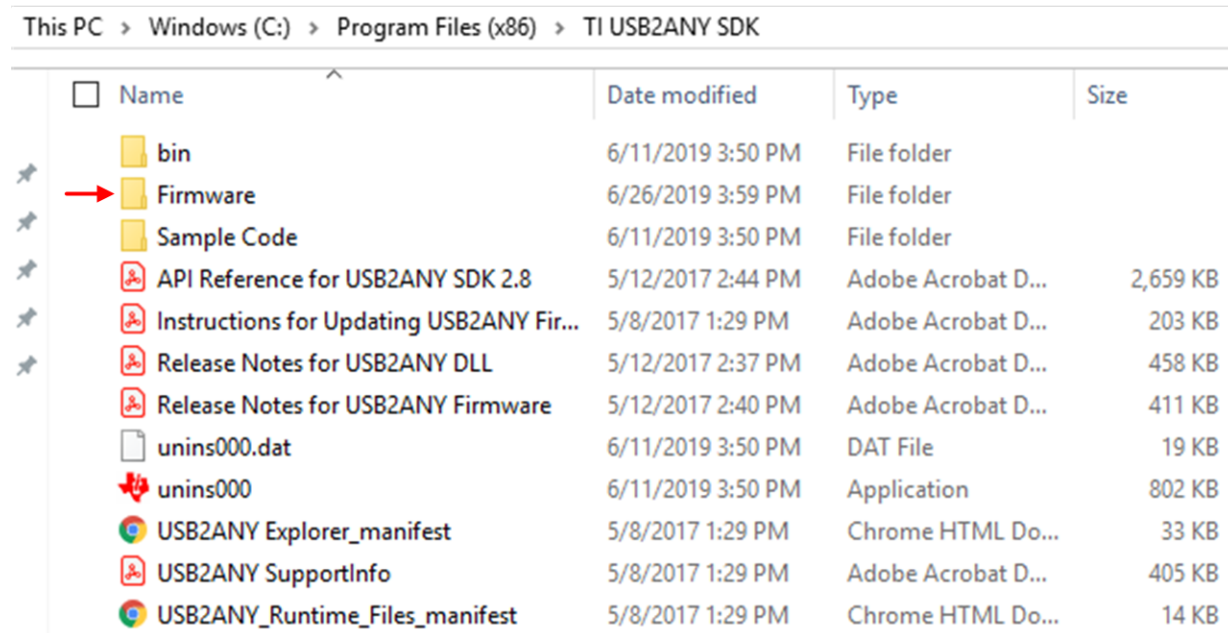 This PC > Windows (C:) > Program Files (x86) > TI USB2ANY SDK
Name Date modified Type Size
bin 6/11/2019 3:50 PM File folder
Firmware 6/26/2019 3:59 PM File folder
Sample Code 6/11/2019 3:50 PM File folder
API Reference for USB2ANY SDK 2.8 5/12/2017 2:44 PM Adobe Acrobat D... 2,659 KB
Instructions for Updating USB2ANY Fir... 5/8/2017 1:29 PM Adobe Acrobat D... 203 KB
Release Notes for USB2ANY DLL 5/12/2017 2:37 PM Adobe Acrobat D... 458 KB
Release Notes for USB2ANY Firmware 5/12/2017 2:40 PM Adobe Acrobat D... 411 KB
unins000.dat 6/11/2019 3:50 PM DAT File 19 KB
unins000 6/11/2019 3:50 PM Application 802 KB
USB2ANY Explorer_manifest 5/8/2017 1:29 PM Chrome HTML Do... 33 KB
USB2ANY SupportInfo 5/8/2017 1:29 PM Adobe Acrobat D... 405 KB
USB2ANY_Runtime_Files_manifest 5/8/2017 1:29 PM Chrome HTML Do... 14 KB